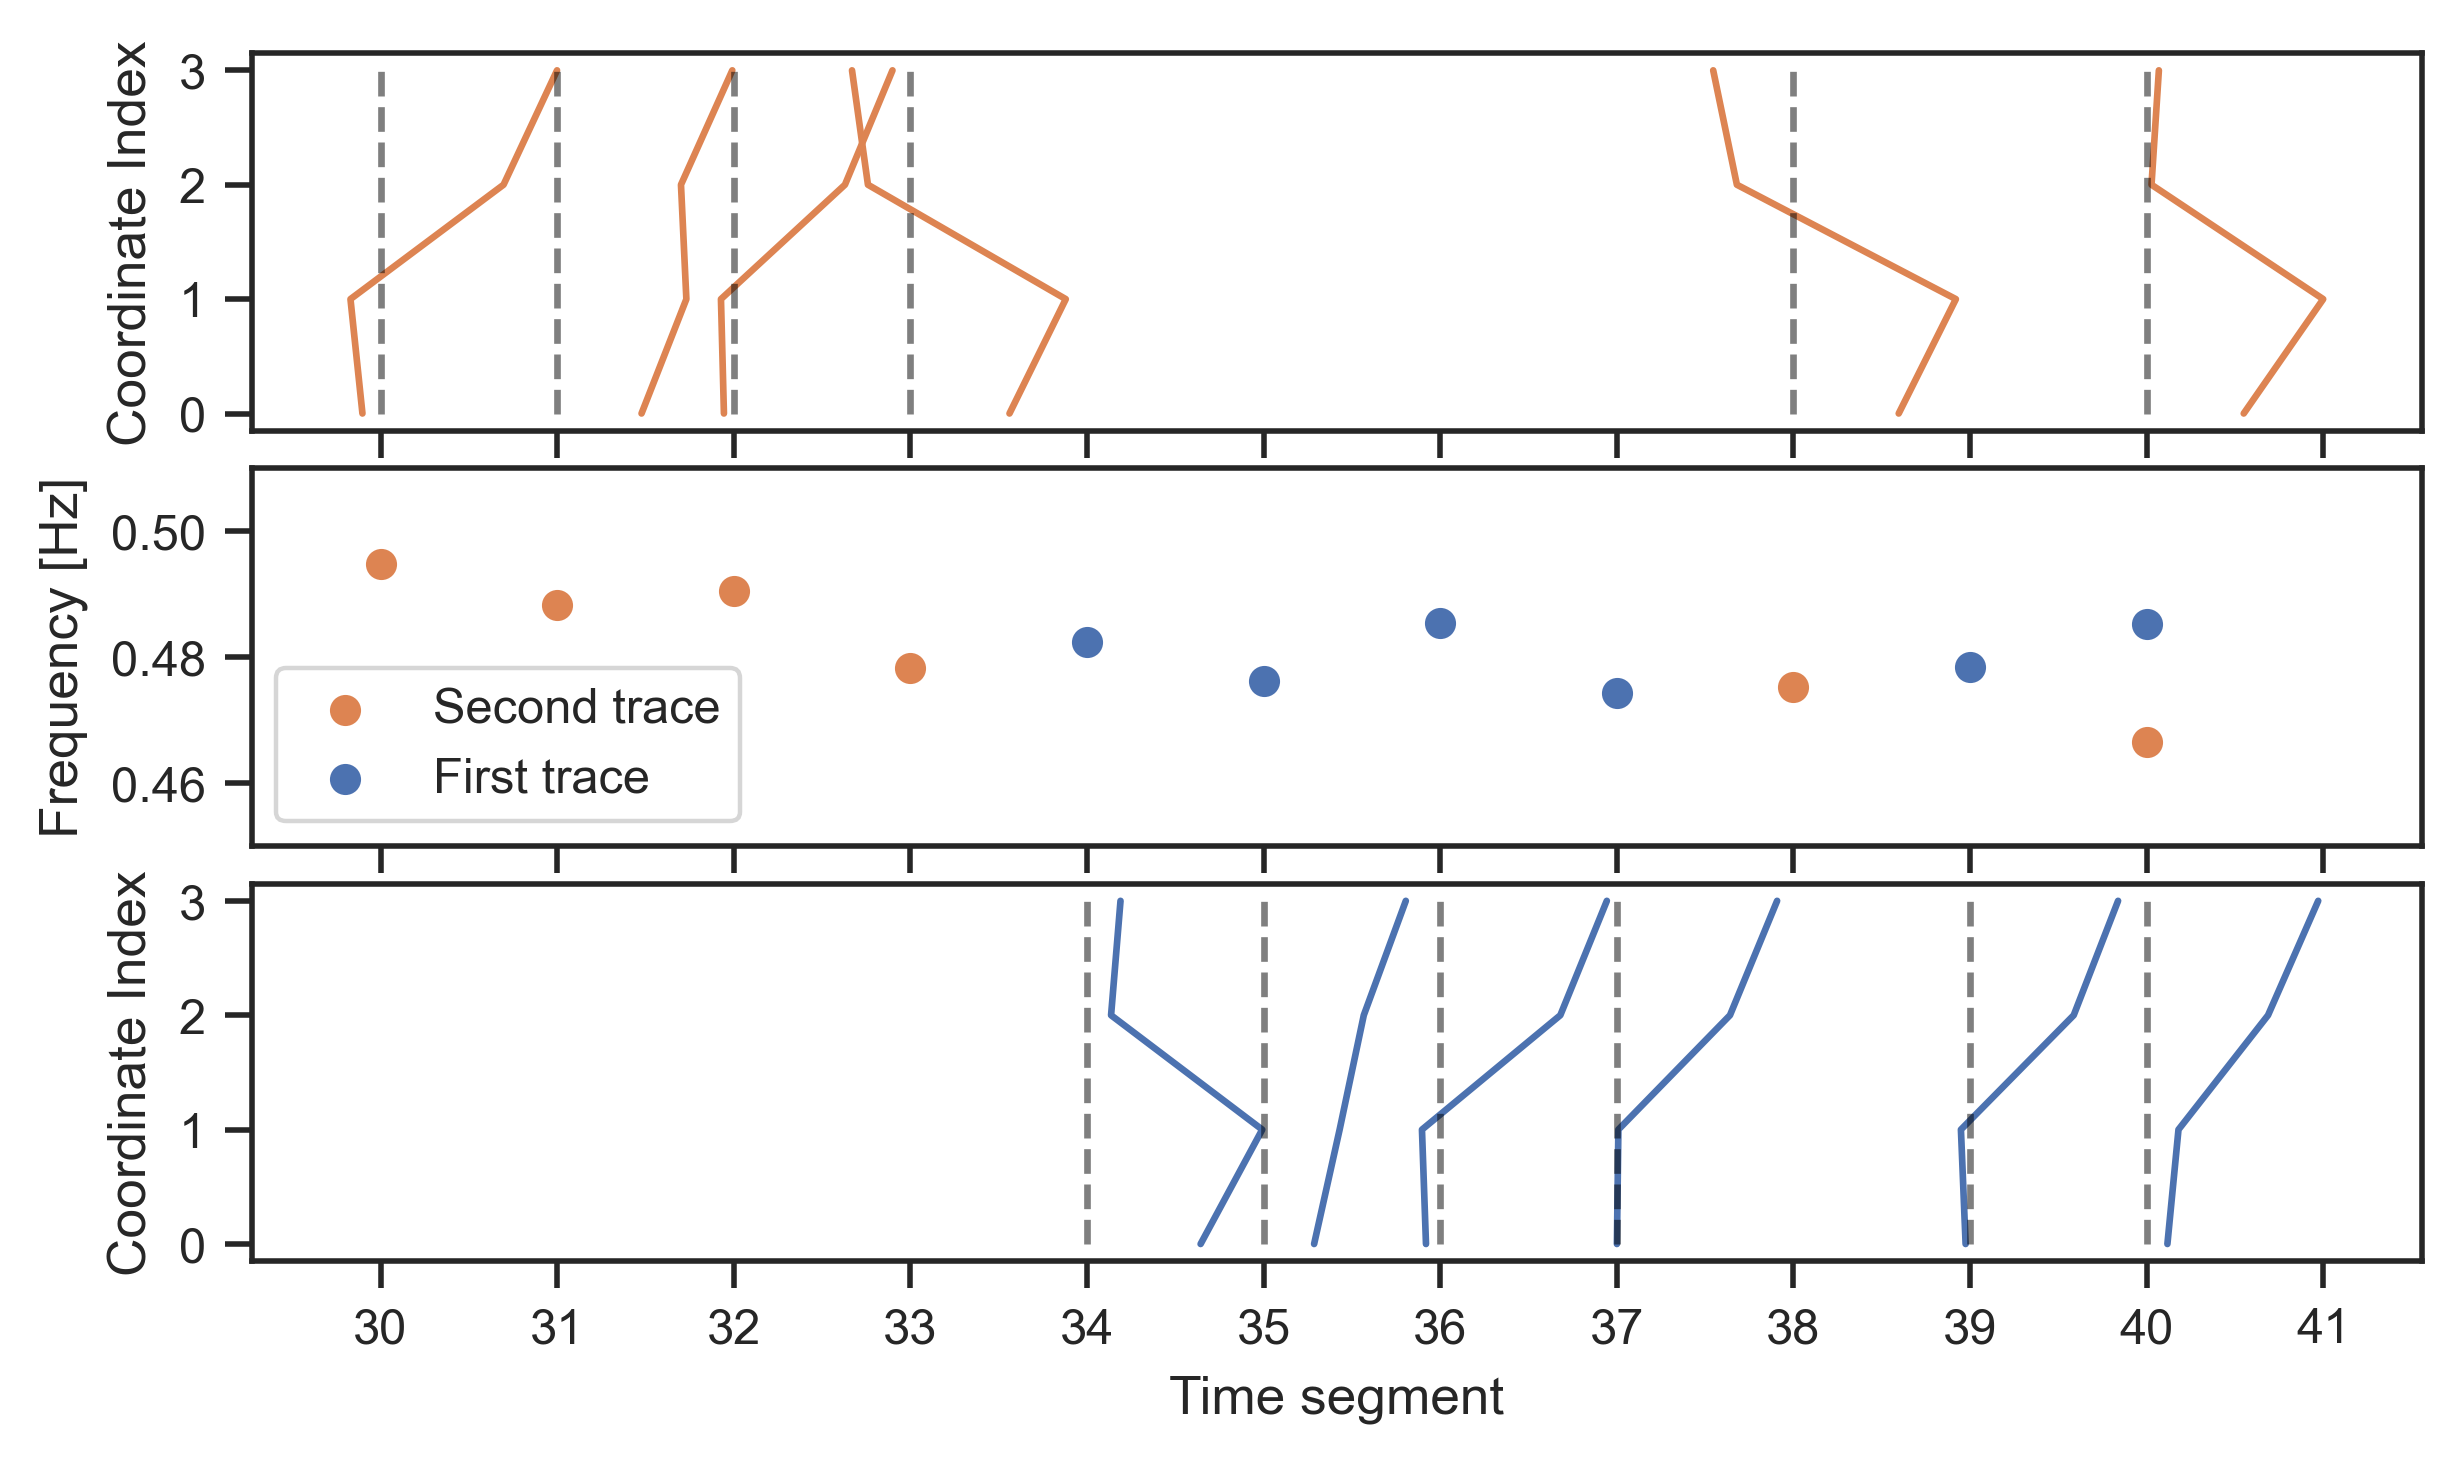 Coordinate Index
3
2
1
0
Frequency [Hz]
0.50
0.48
0.46
Second trace
First trace
Coordinate Index
3
2
1
0
30 31 32 33 34 35 36 37 38 39 40 41
Time segment